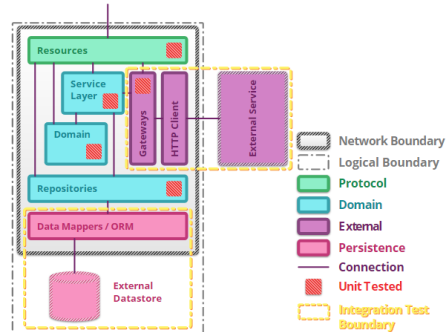 Resources
Service
Layer
Gateways
HTTP Client
External Service
Domain
Repositories
Data Mappers / ORM
External
Datastore
Network Boundary
Logical Boundary
Protocol
Domain
External
Persistence
Connection
Unit Tested
Integration Test
Boundary